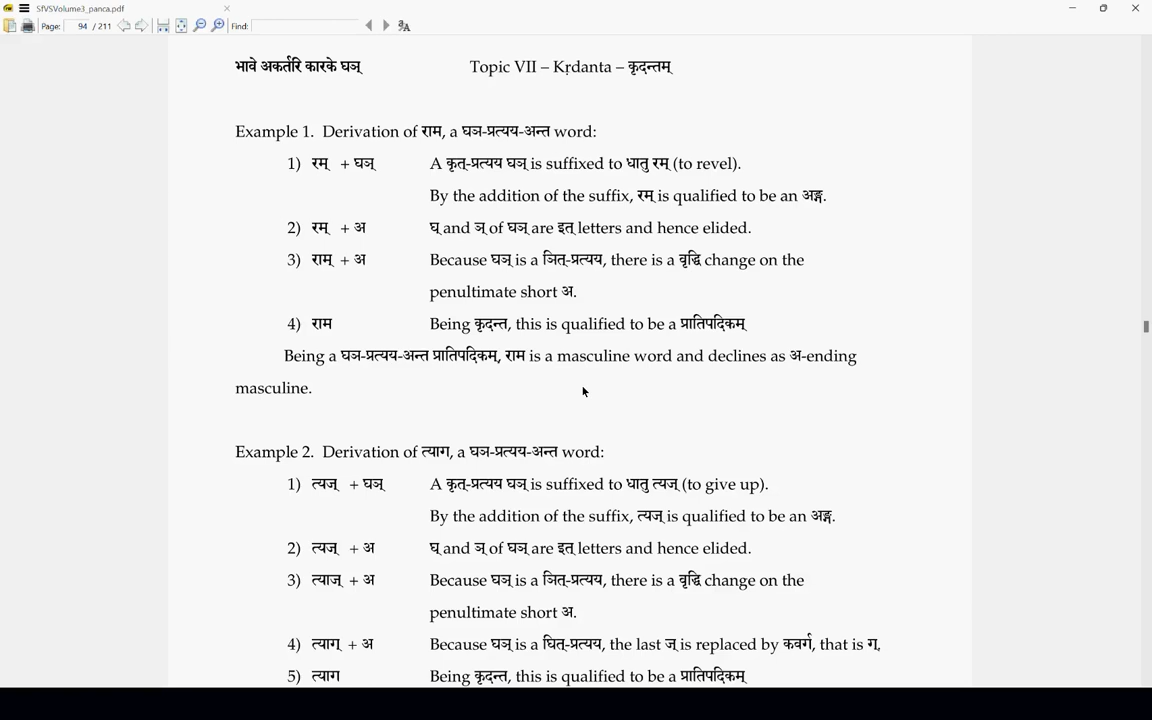 SfVSVolume3_panca.pdf
Page: 94 / 211 Find:
भावे अकर्तरि कारके घञ् Topic VII – Kṛdanta – कृदन्तम्
Example 1. Derivation of राम, a घञ-प्रत्यय-अन्त word:
1) रम् + घञ् A कृत्-प्रत्यय घञ् is suffixed to धातु रम् (to revel).
By the addition of the suffix, रम् is qualified to be an अङ्ग.
2) रम् + अ घ् and ञ् of घञ् are इत् letters and hence elided.
3) राम् + अ Because घञ् is a ञित्-प्रत्यय, there is a वृद्धि change on the
penultimate short अ.
4) राम Being कृदन्त, this is qualified to be a प्रातिपदिकम्
Being a घञ-प्रत्यय-अन्त प्रातिपदिकम्, राम is a masculine word and declines as अ-ending
masculine.
Example 2. Derivation of त्याग, a घञ-प्रत्यय-अन्त word:
1) त्यज् + घञ् A कृत्-प्रत्यय घञ् is suffixed to धातु त्यज् (to give up).
By the addition of the suffix, त्यज् is qualified to be an अङ्ग.
2) त्यज् + अ घ् and ञ् of घञ् are इत् letters and hence elided.
3) त्याज् + अ Because घञ् is a ञित्-प्रत्यय, there is a वृद्धि change on the
penultimate short अ.
4) त्याग् + अ Because घञ् is a घित्-प्रत्यय, the last ज् is replaced by कवर्ग, that is ग्.
5) त्याग Being कृदन्त, this is qualified to be a प्रातिपदिकम्